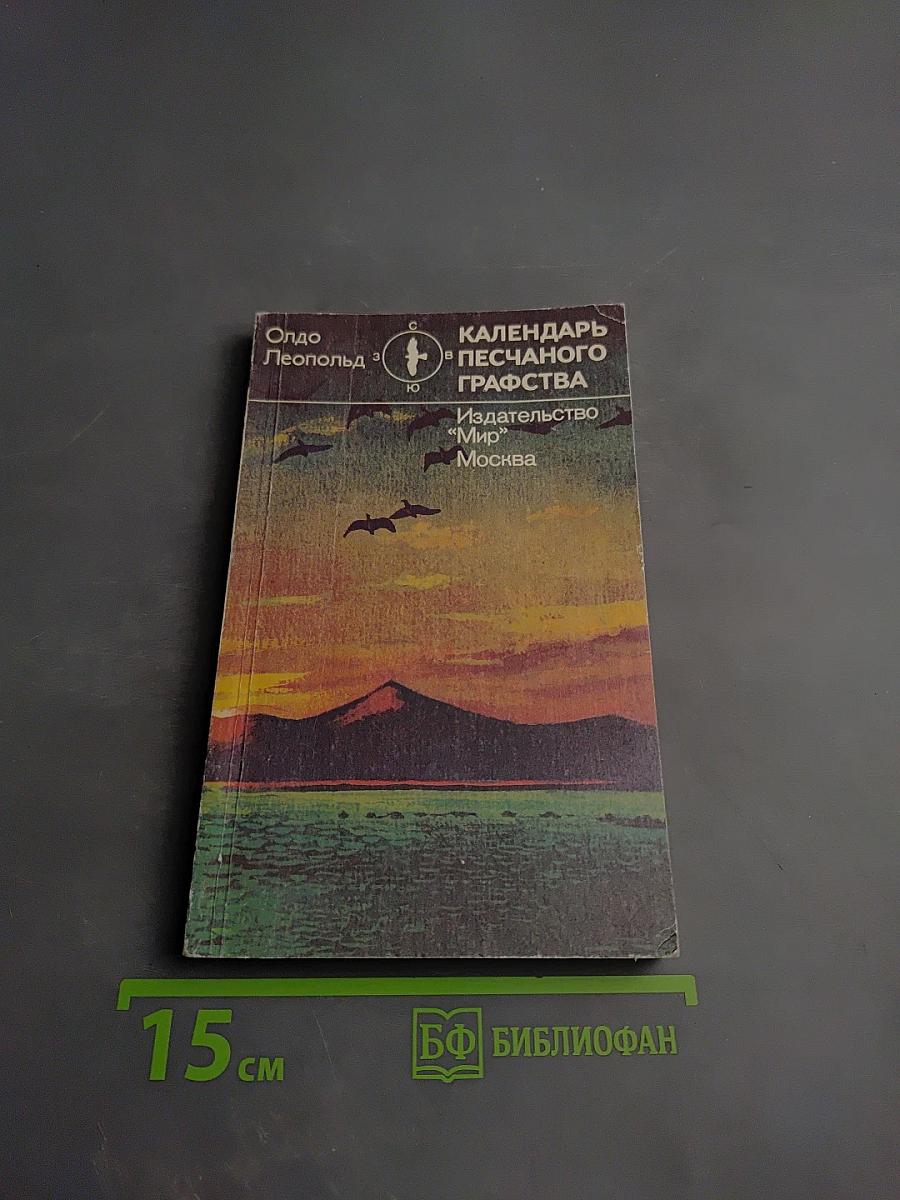 Олдо
Леопольд
С
З
В
Ю
КАЛЕНДАРЬ
ПЕСЧАНОГО
ГРАФСТВА
Издательство
"Мир"
Москва
15 см
БФ БИБЛИОФАН